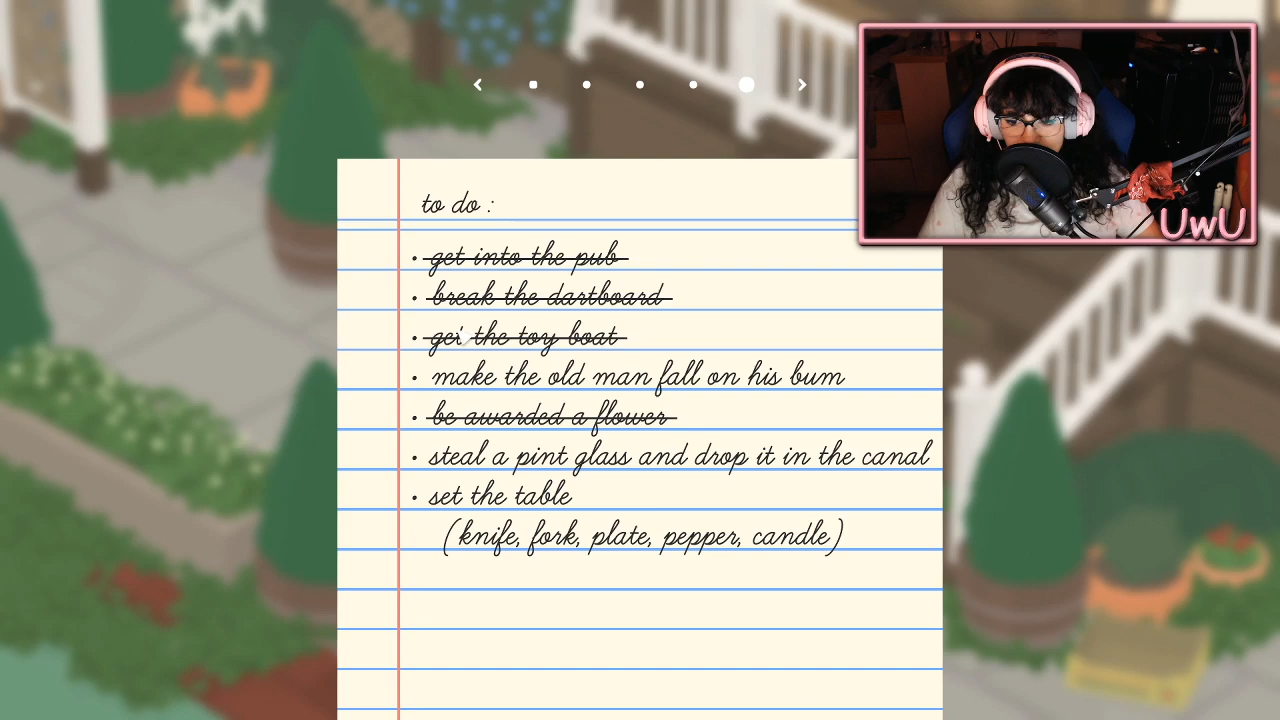 to do :
• get into the pub
• break the dartboard
• get the toy boat
• make the old man fall on his bum
• be awarded a flower
• steal a pint glass and drop it in the canal
• set the table
(knife, fork, plate, pepper, candle)
UwU